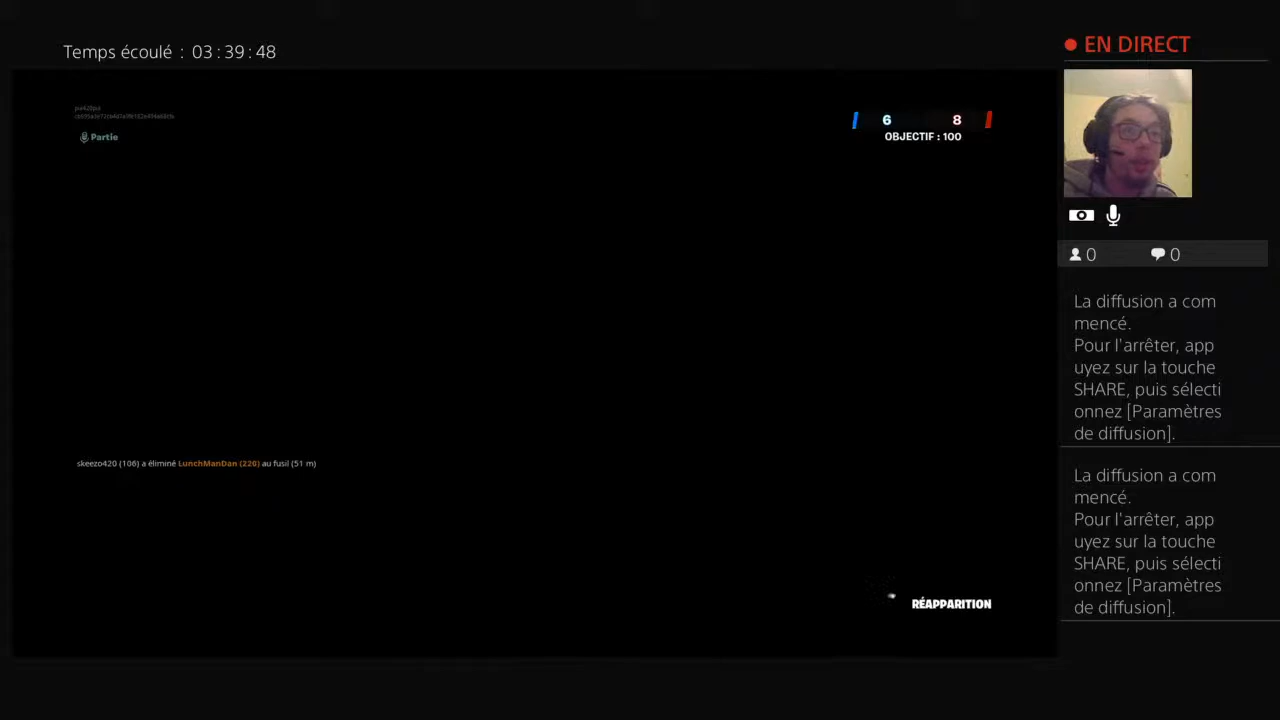 Temps écoulé : 03:39:48
EN DIRECT
Partie
6 8
OBJECTIF : 100
0 0
La diffusion a com
mencé.
Pour l'arrêter, app
uyez sur la touche
SHARE, puis sélecti
onnez [Paramètres
de diffusion].
La diffusion a com
mencé.
Pour l'arrêter, app
uyez sur la touche
SHARE, puis sélecti
onnez [Paramètres
de diffusion].
skeezo420 (106) a éliminé LunchManDan (220) au fusil (51 m)
RÉAPPARITION